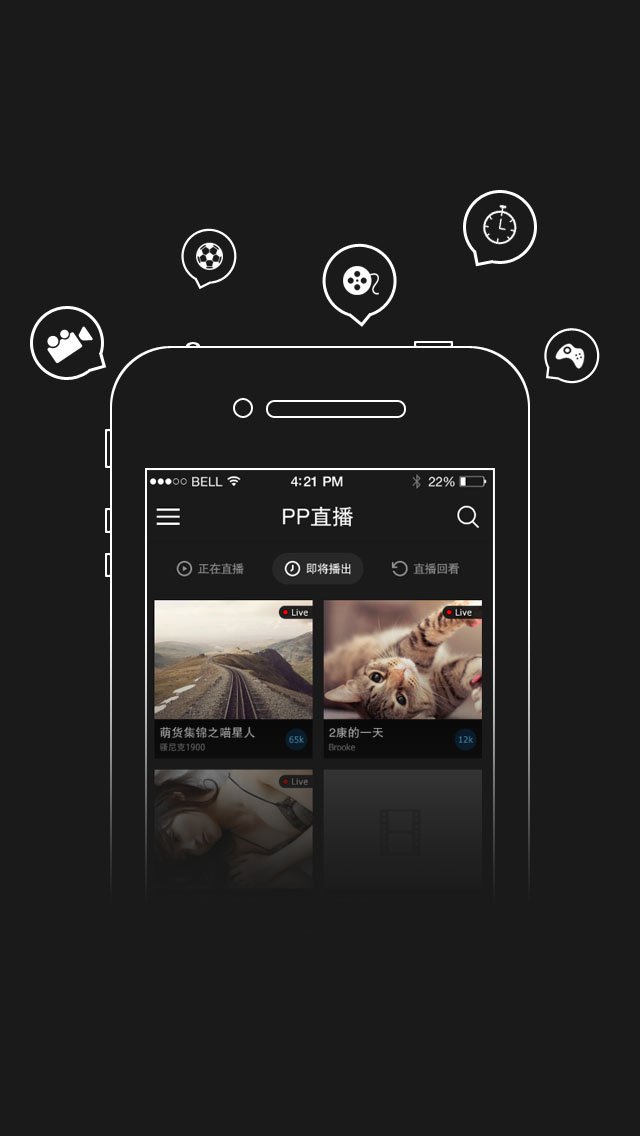 BELL 4:21 PM 22%
PP直播
正在直播 即将播出 直播回看
Live Live
萌货集锦之喵星人 65k 2康的一天 12k
骚尼克1900 Brooke
Live